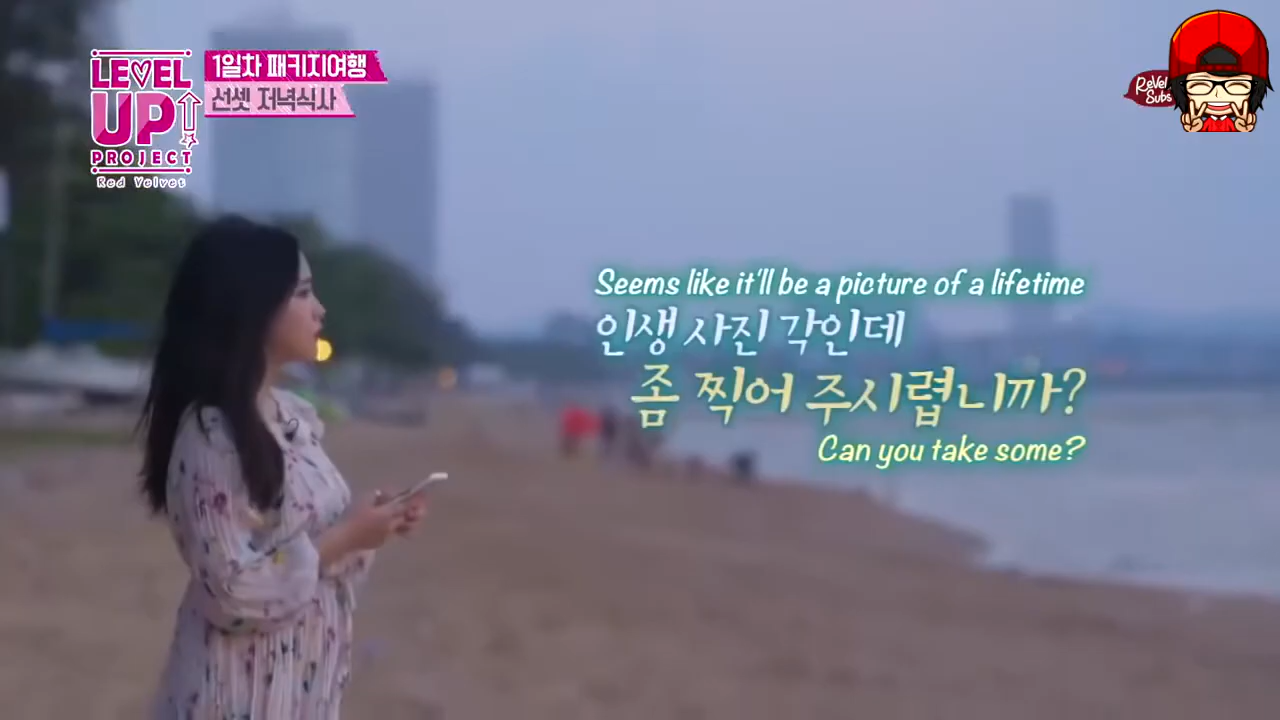 LEVEL
UP!
PROJECT
Red Velvet
1일차 패키지여행
선셋 저녁식사
ReVel
Subs
Seems like it'll be a picture of a lifetime
인생 사진 각인데
좀 찍어 주시렵니까?
Can you take some?